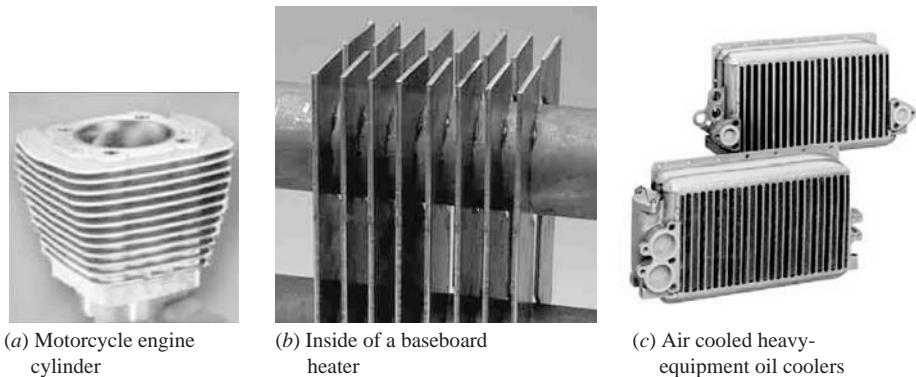 (a) Motorcycle engine
cylinder
(b) Inside of a baseboard
heater
(c) Air cooled heavy-
equipment oil coolers